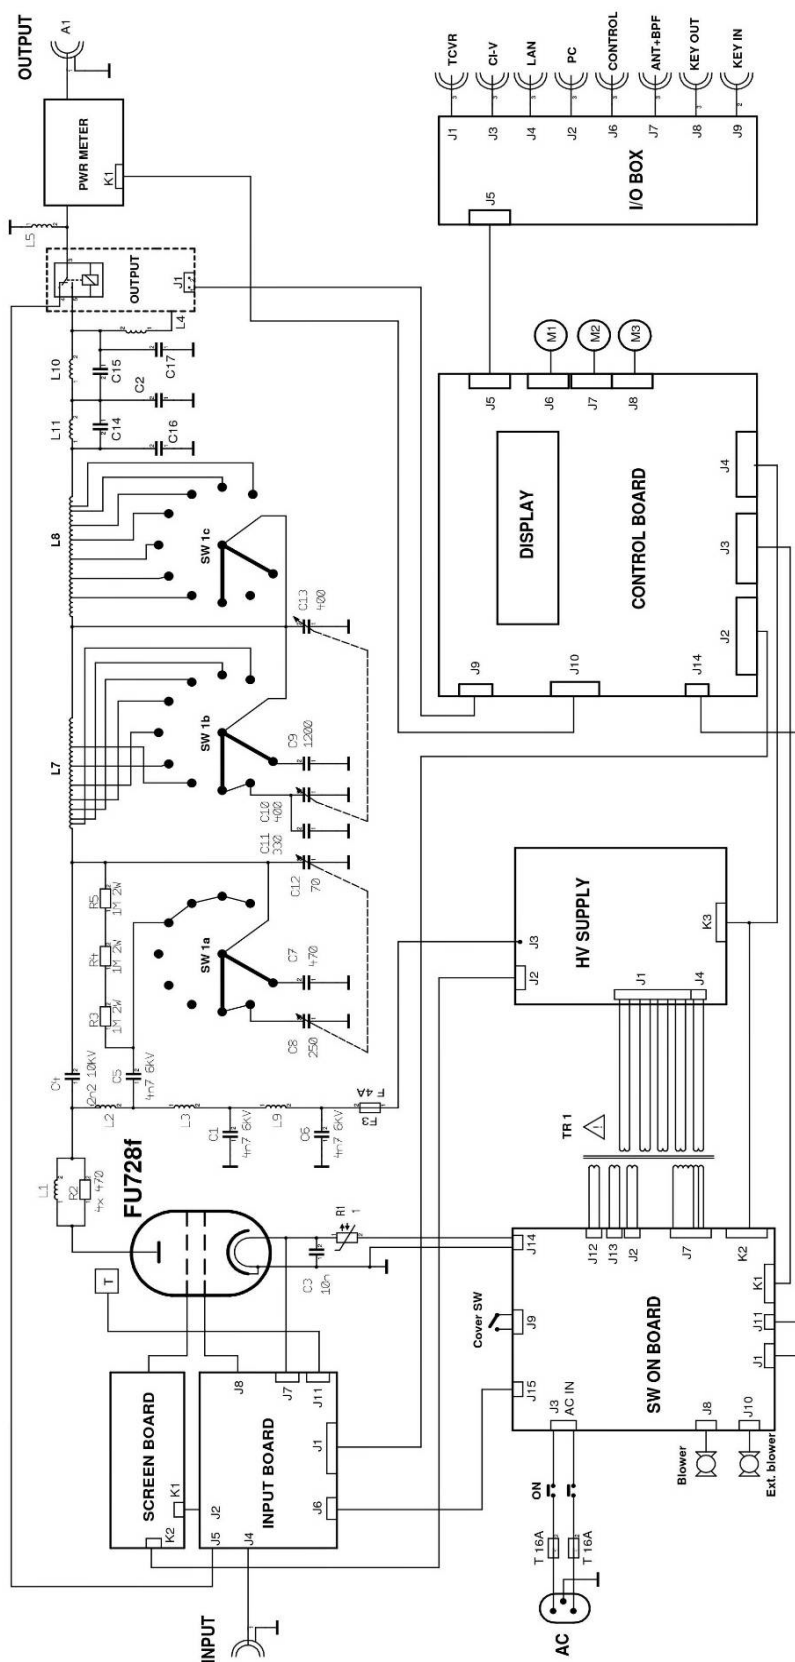 OUTPUT
A1
PWR METER
K1
L5
OUTPUT
J1
L4
L10
C15
C2
C17
L11
C14
C16
L8
SW 1c
C13
400
L7
SW 1b
C9
1200
C10
400
C11
330
C12
70
R5
1M 2W
R4
1M 2W
R3
1M 2W
SW 1a
C7
470
C8
250
C4
2n2 10KV
C5
4n7 6KV
L2
L3
C1
4n7 6KV
L9
C6
4n7 6KV
F3
F 4A
L1
R2
4x 470
FU728f
T
C3
10n
R1
1
SCREEN BOARD
K1
K2
INPUT BOARD
J8
J7
J11
J1
J6
J2
J5
J4
INPUT
TCVR
CI-V
LAN
PC
CONTROL
ANT+BPF
KEY OUT
KEY IN
J1
J3
J4
J2
J6
J7
J8
J9
I/O BOX
J5
M1
M2
M3
J5
J6
J7
J8
DISPLAY
CONTROL BOARD
J4
J3
J2
J9
J10
J14
HV SUPPLY
J3
J2
K3
J1
J4
TR 1
J12
J13
J2
J7
K2
K1
J11
J1
J14
J9
Cover SW
J15
SW ON BOARD
J3
AC IN
J8
J10
Blower
Ext. blower
ON
T 16A
T 16A
AC